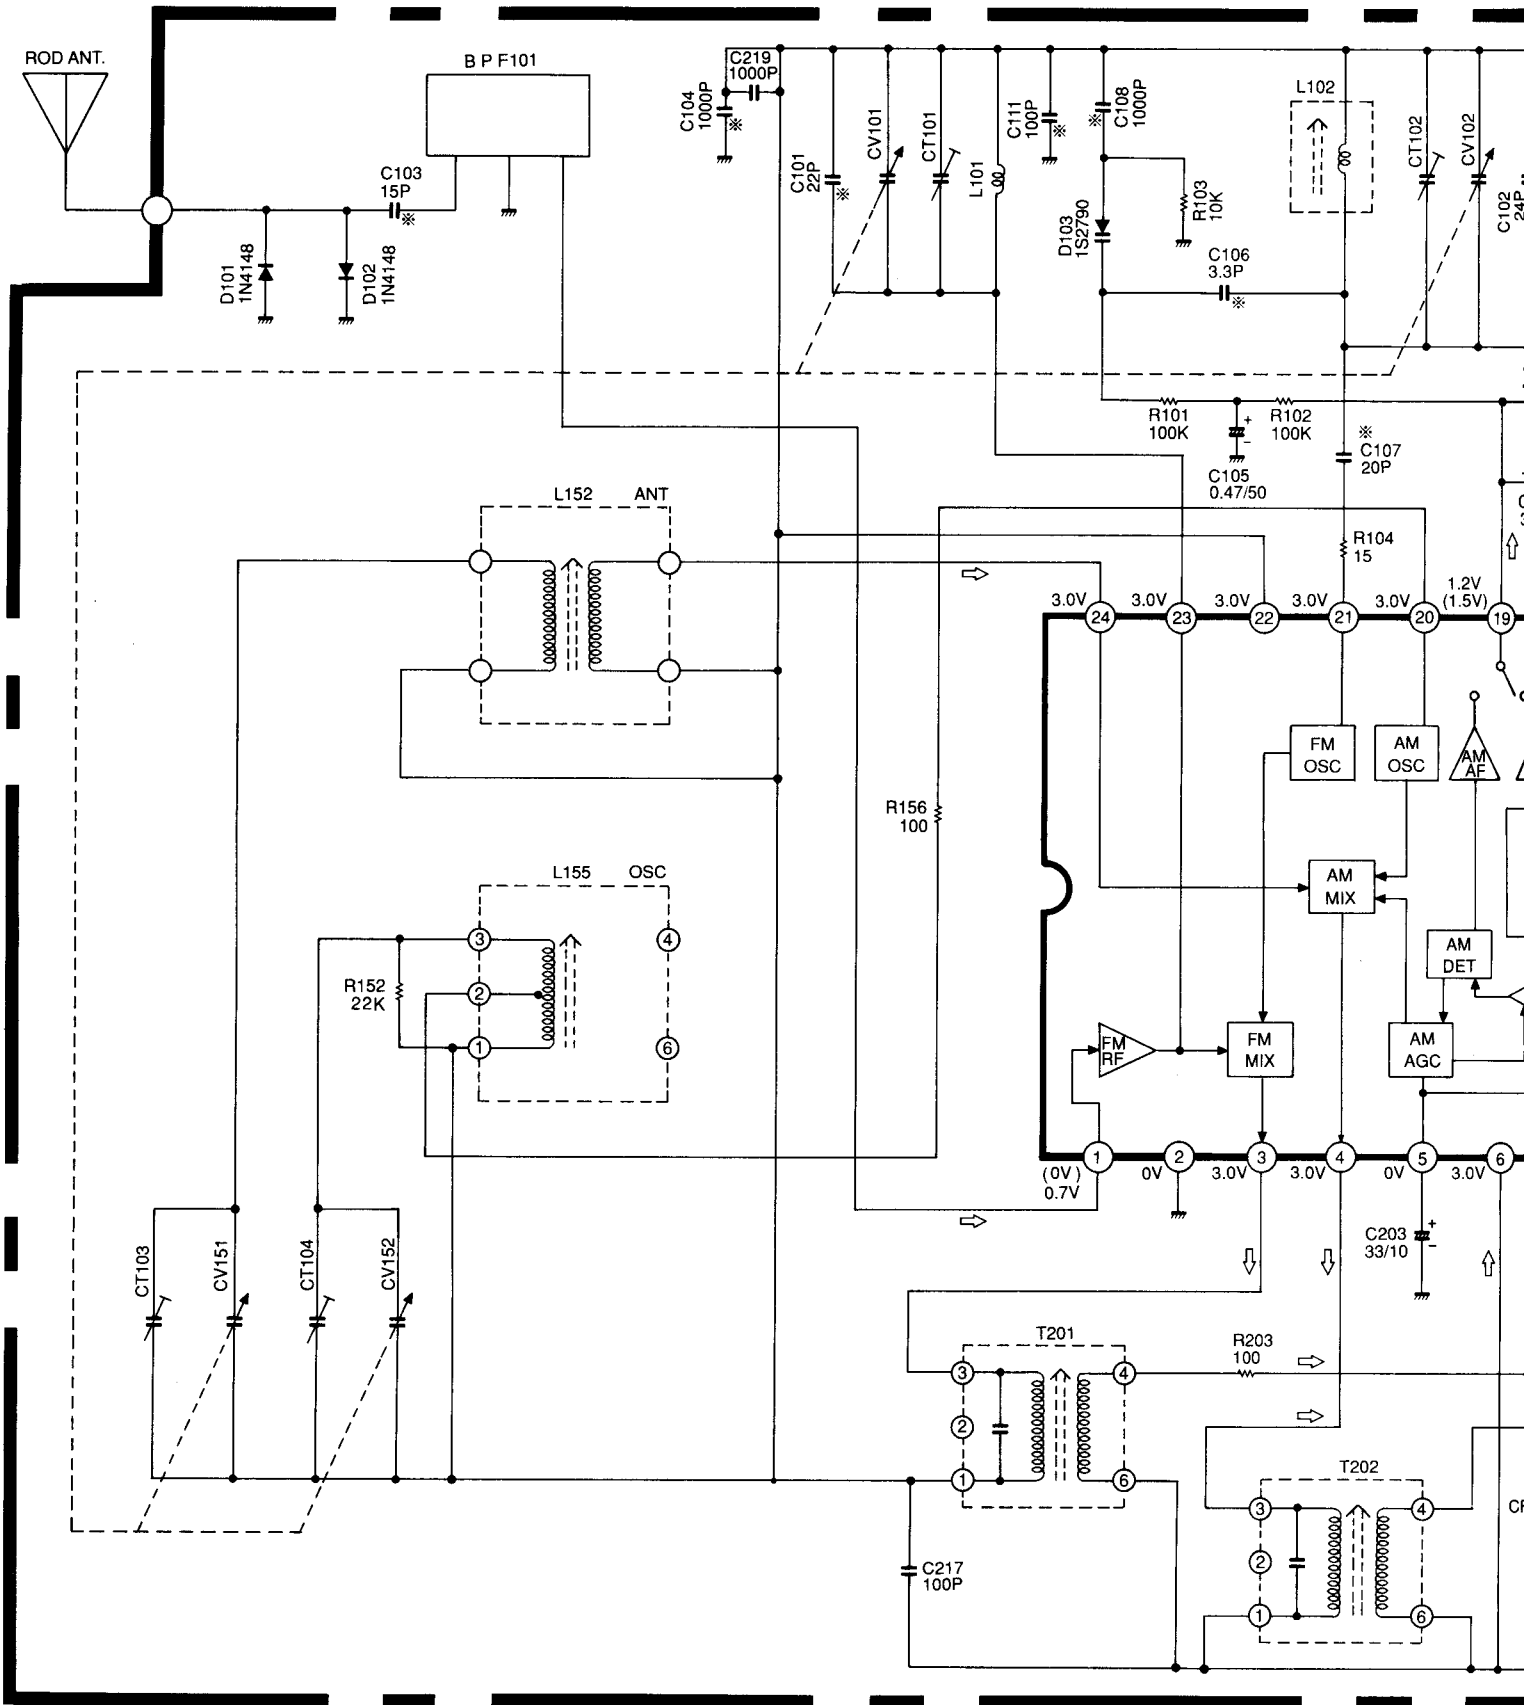 ROD ANT.
B P F101
C103
15P
※
D101
1N4148
D102
1N4148
C219
1000P
C104
1000P
※
C101
22P
※
CV101
CT101
L101
C111
100P
※
C108
1000P
※
R103
10K
D103
1S2790
C106
3.3P
※
L102
CT102
CV102
C102
24P
R101
100K
R102
100K
+
-
C105
0.47/50
※
C107
20P
R104
15
L152 ANT
1.2V
(1.5V)
3.0V 3.0V 3.0V 3.0V 3.0V
24 23 22 21 20 19
FM
OSC
AM
OSC
AM
AF
R156
100
AM
MIX
AM
DET
L155 OSC
3 4
2
1 6
R152
22K
FM
RF
FM
MIX
AM
AGC
1 2 3 4 5 6
(0V)
0.7V
0V 3.0V 3.0V 0V 3.0V
C203
33/10
+
-
CT103
CV151
CT104
CV152
T201
3 4
2
1 6
R203
100
T202
3 4
2
1 6
C217
100P